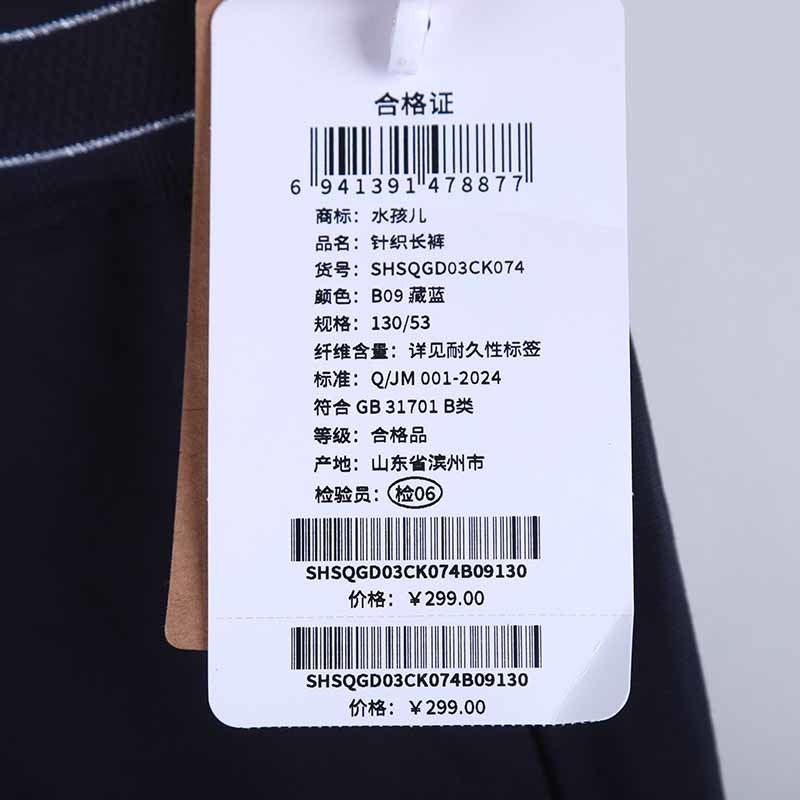 合格证
6 941391 478877
商标：水孩儿
品名：针织长裤
货号：SHSQGD03CK074
颜色：B09 藏蓝
规格：130/53
纤维含量：详见耐久性标签
标准：Q/JM 001-2024
符合 GB 31701 B类
等级：合格品
产地：山东省滨州市
检验员：检06
SHSQGD03CK074B09130
价格：￥299.00
SHSQGD03CK074B09130
价格：￥299.00